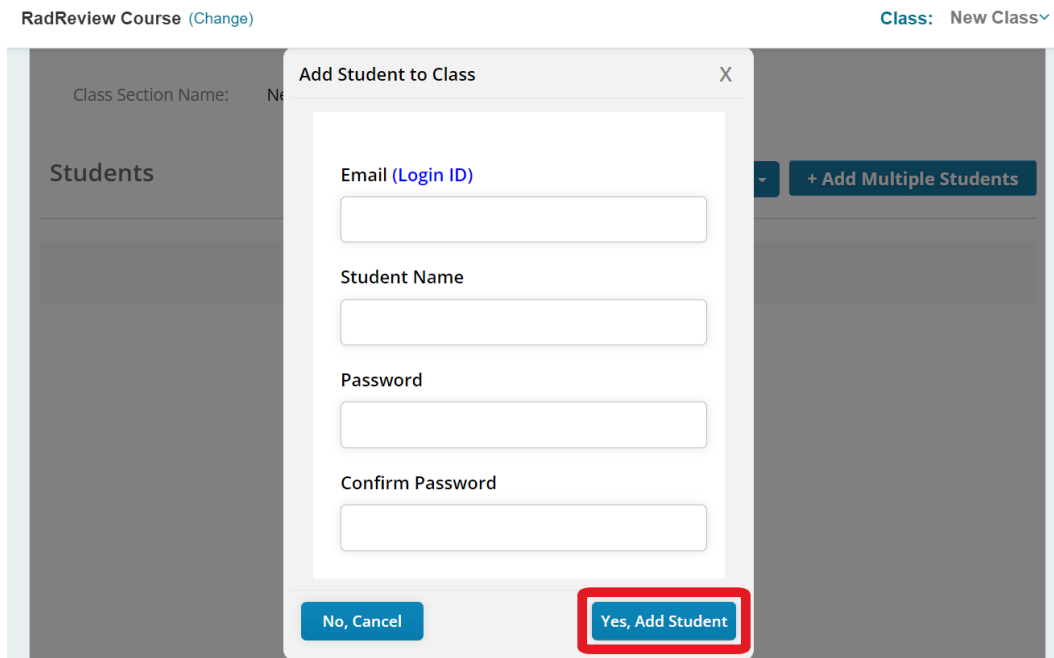 RadReview Course (Change)
Class: New Class
Add Student to Class
X
Class Section Name: Ne
Students
+ Add Multiple Students
Email (Login ID)
Student Name
Password
Confirm Password
No, Cancel
Yes, Add Student